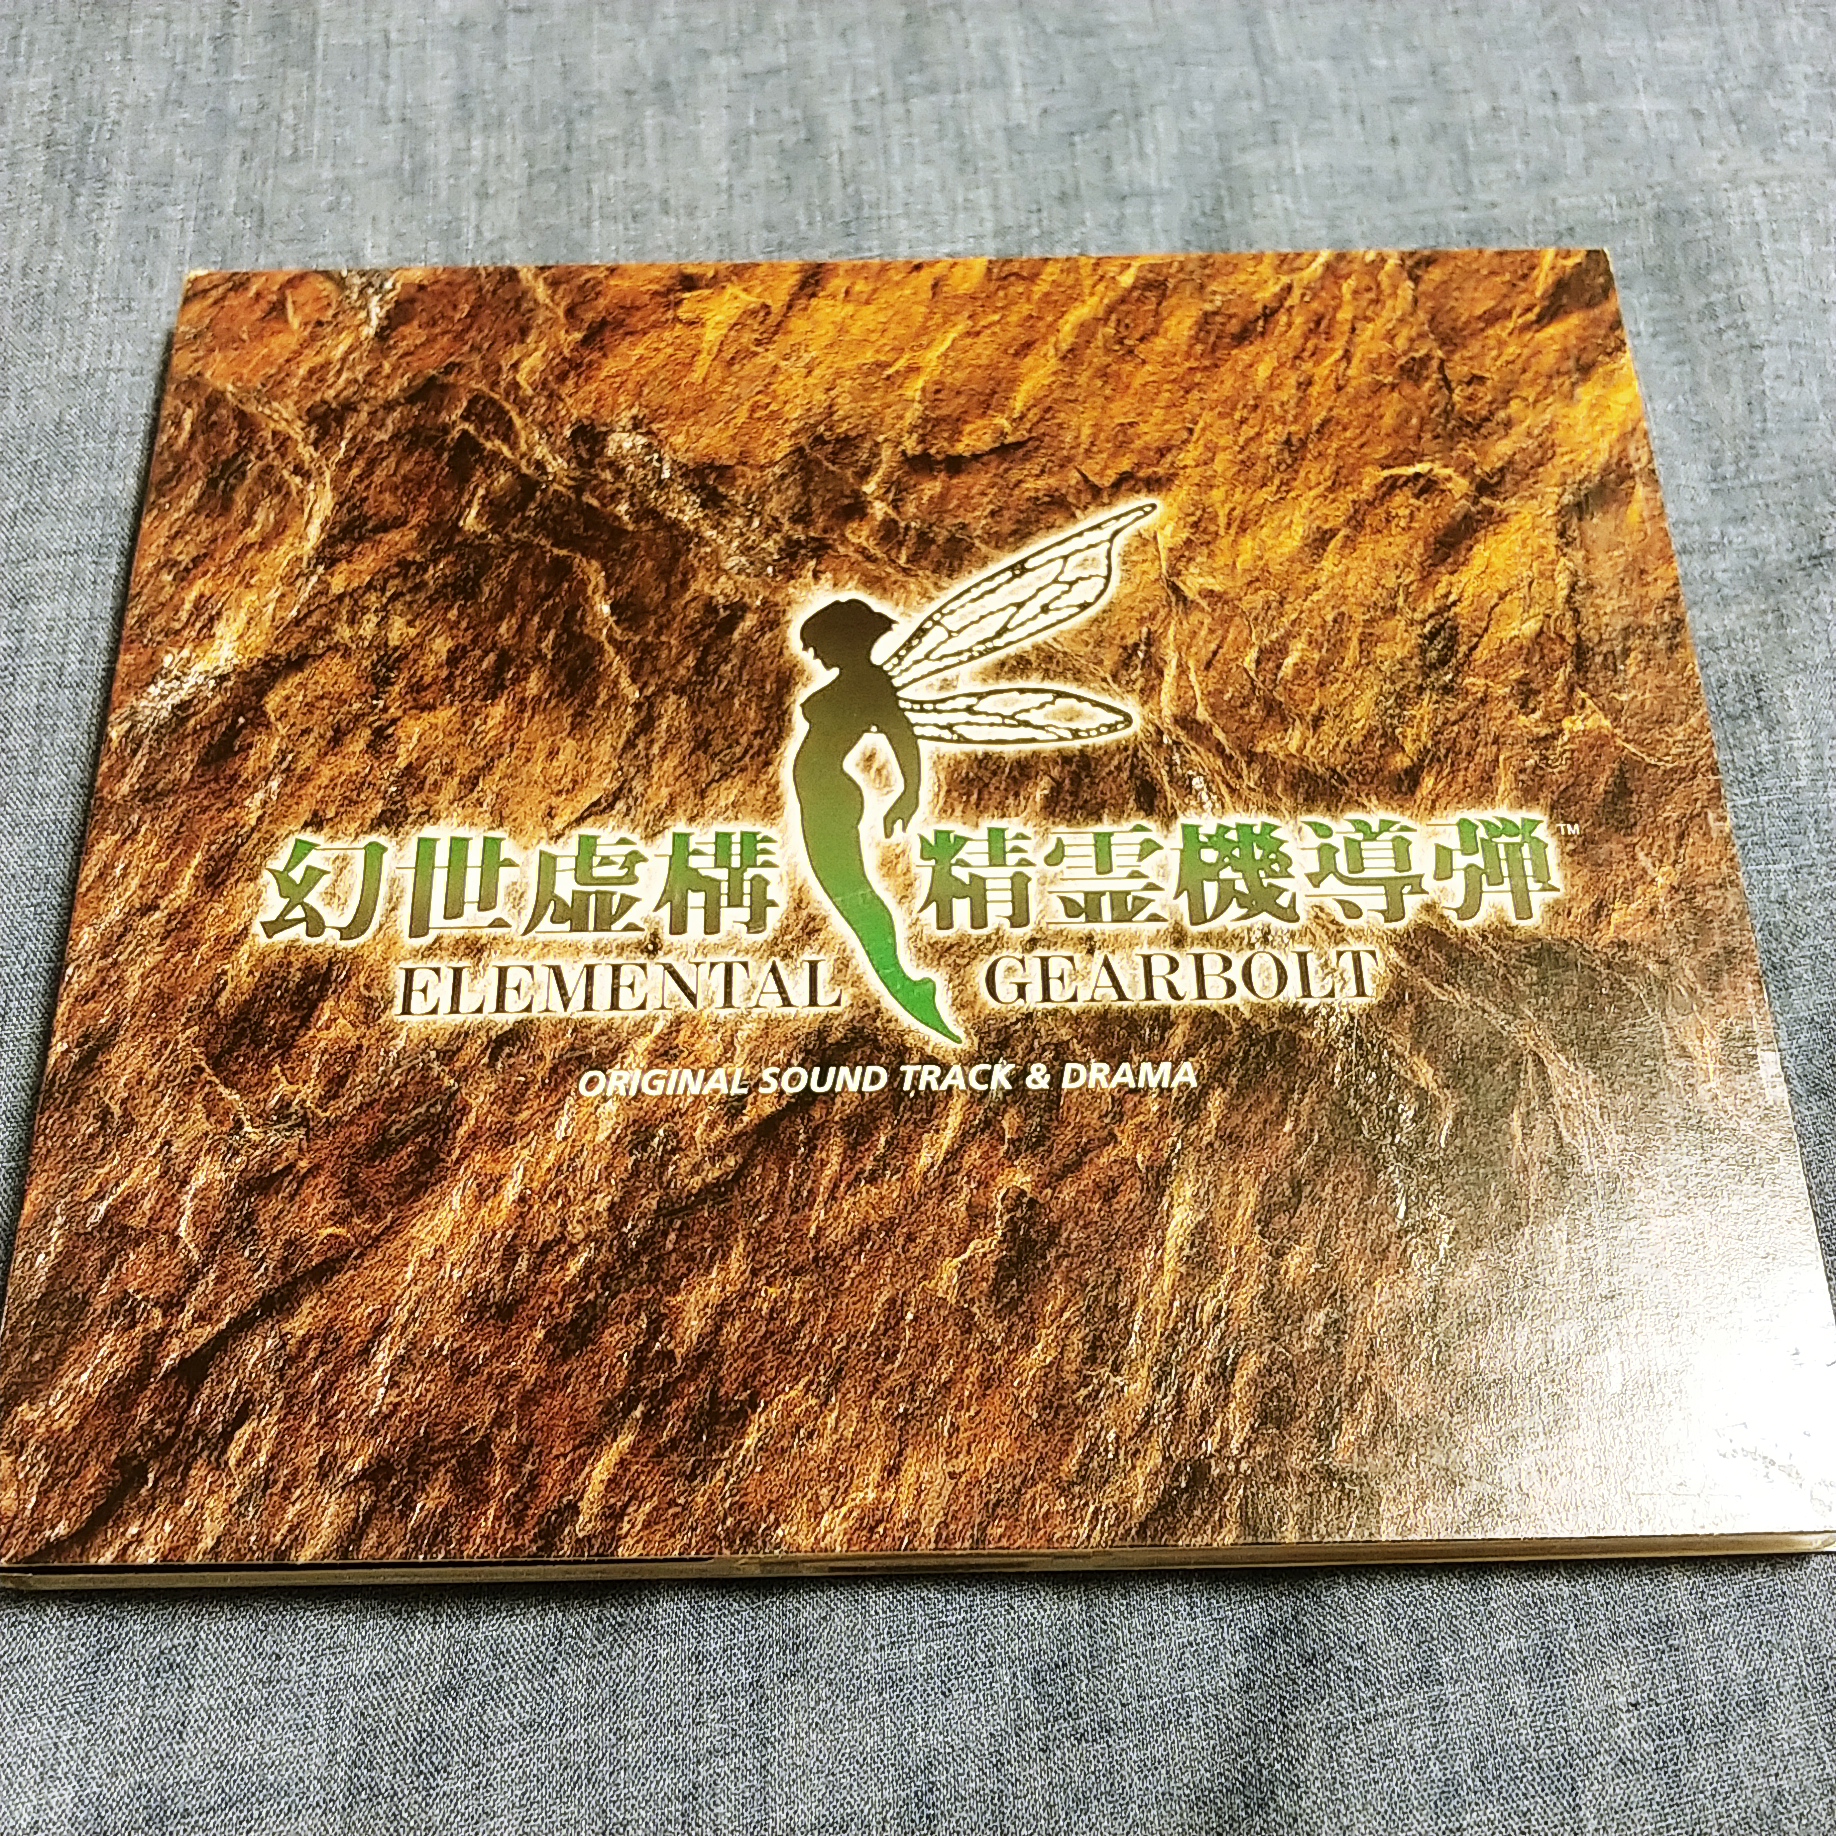 幻世虚構 精霊機導弾™
ELEMENTAL GEARBOLT
ORIGINAL SOUND TRACK & DRAMA